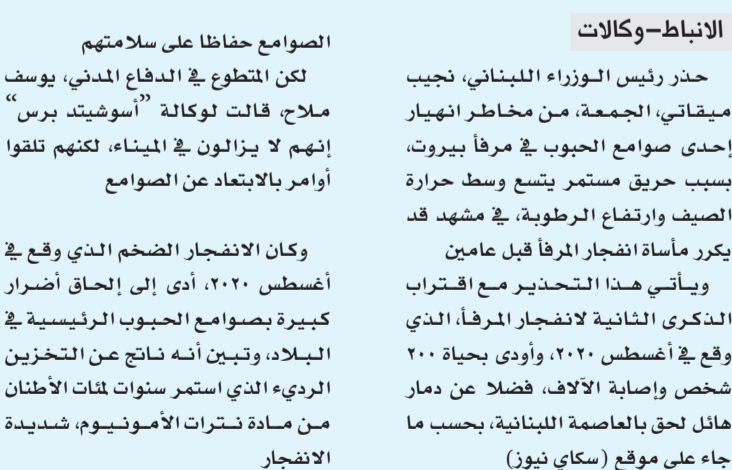 الانباط-وكالات
حذر رئيس الوزراء اللبناني، نجيب
ميقاتي، الجمعة، من مخاطر انهيار
إحدى صوامع الحبوب في مرفأ بيروت،
بسبب حريق مستمر يتسع وسط حرارة
الصيف وارتفاع الرطوبة، في مشهد قد
يكرر مأساة انفجار المرفأ قبل عامين
ويأتي هذا التحذير مع اقتراب
الذكرى الثانية لانفجار المرفأ، الذي
وقع في أغسطس ٢٠٢٠، وأودى بحياة ٢٠٠
شخص وإصابة الآلاف، فضلا عن دمار
هائل لحق بالعاصمة اللبنانية، بحسب ما
جاء على موقع (سكاي نيوز)
الصوامع حفاظا على سلامتهم
لكن المتطوع في الدفاع المدني، يوسف
ملاح، قالت لوكالة “أسوشيتد برس”
إنهم لا يزالون في الميناء، لكنهم تلقوا
أوامر بالابتعاد عن الصوامع
وكان الانفجار الضخم الذي وقع في
أغسطس ٢٠٢٠، أدى إلى إلحاق أضرار
كبيرة بصوامع الحبوب الرئيسية في
البلاد، وتبين أنه ناتج عن التخزين
الرديء الذي استمر سنوات لمئات الأطنان
من مادة نترات الأمونيوم، شديدة
الانفجار